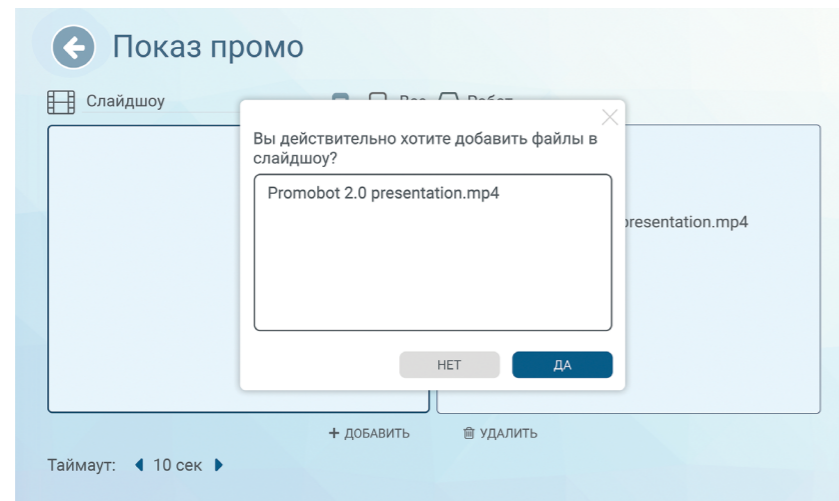 Показ промо
Слайдшоу
Вы действительно хотите добавить файлы в
слайдшоу?
Promobot 2.0 presentation.mp4
presentation.mp4
НЕТ
ДА
+ ДОБАВИТЬ
УДАЛИТЬ
Таймаут: 10 сек